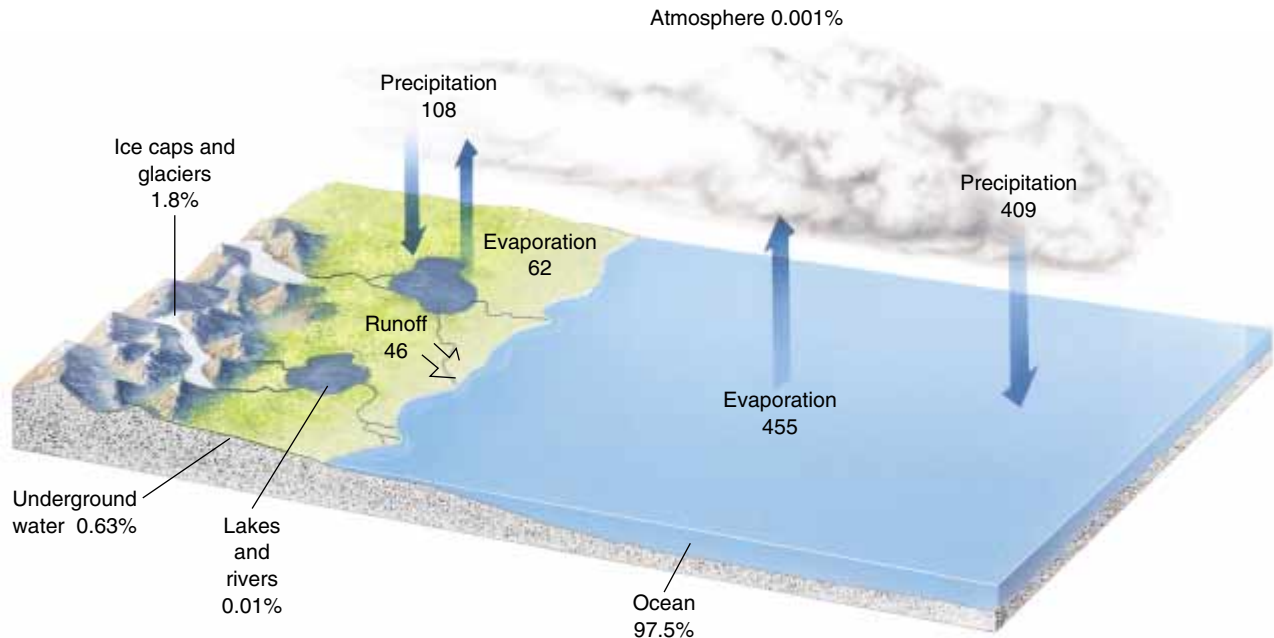 Atmosphere 0.001%
Precipitation
108
Ice caps and
glaciers
1.8%
Precipitation
409
Evaporation
62
Runoff
46
Evaporation
455
Underground
water 0.63%
Lakes
and
rivers
0.01%
Ocean
97.5%